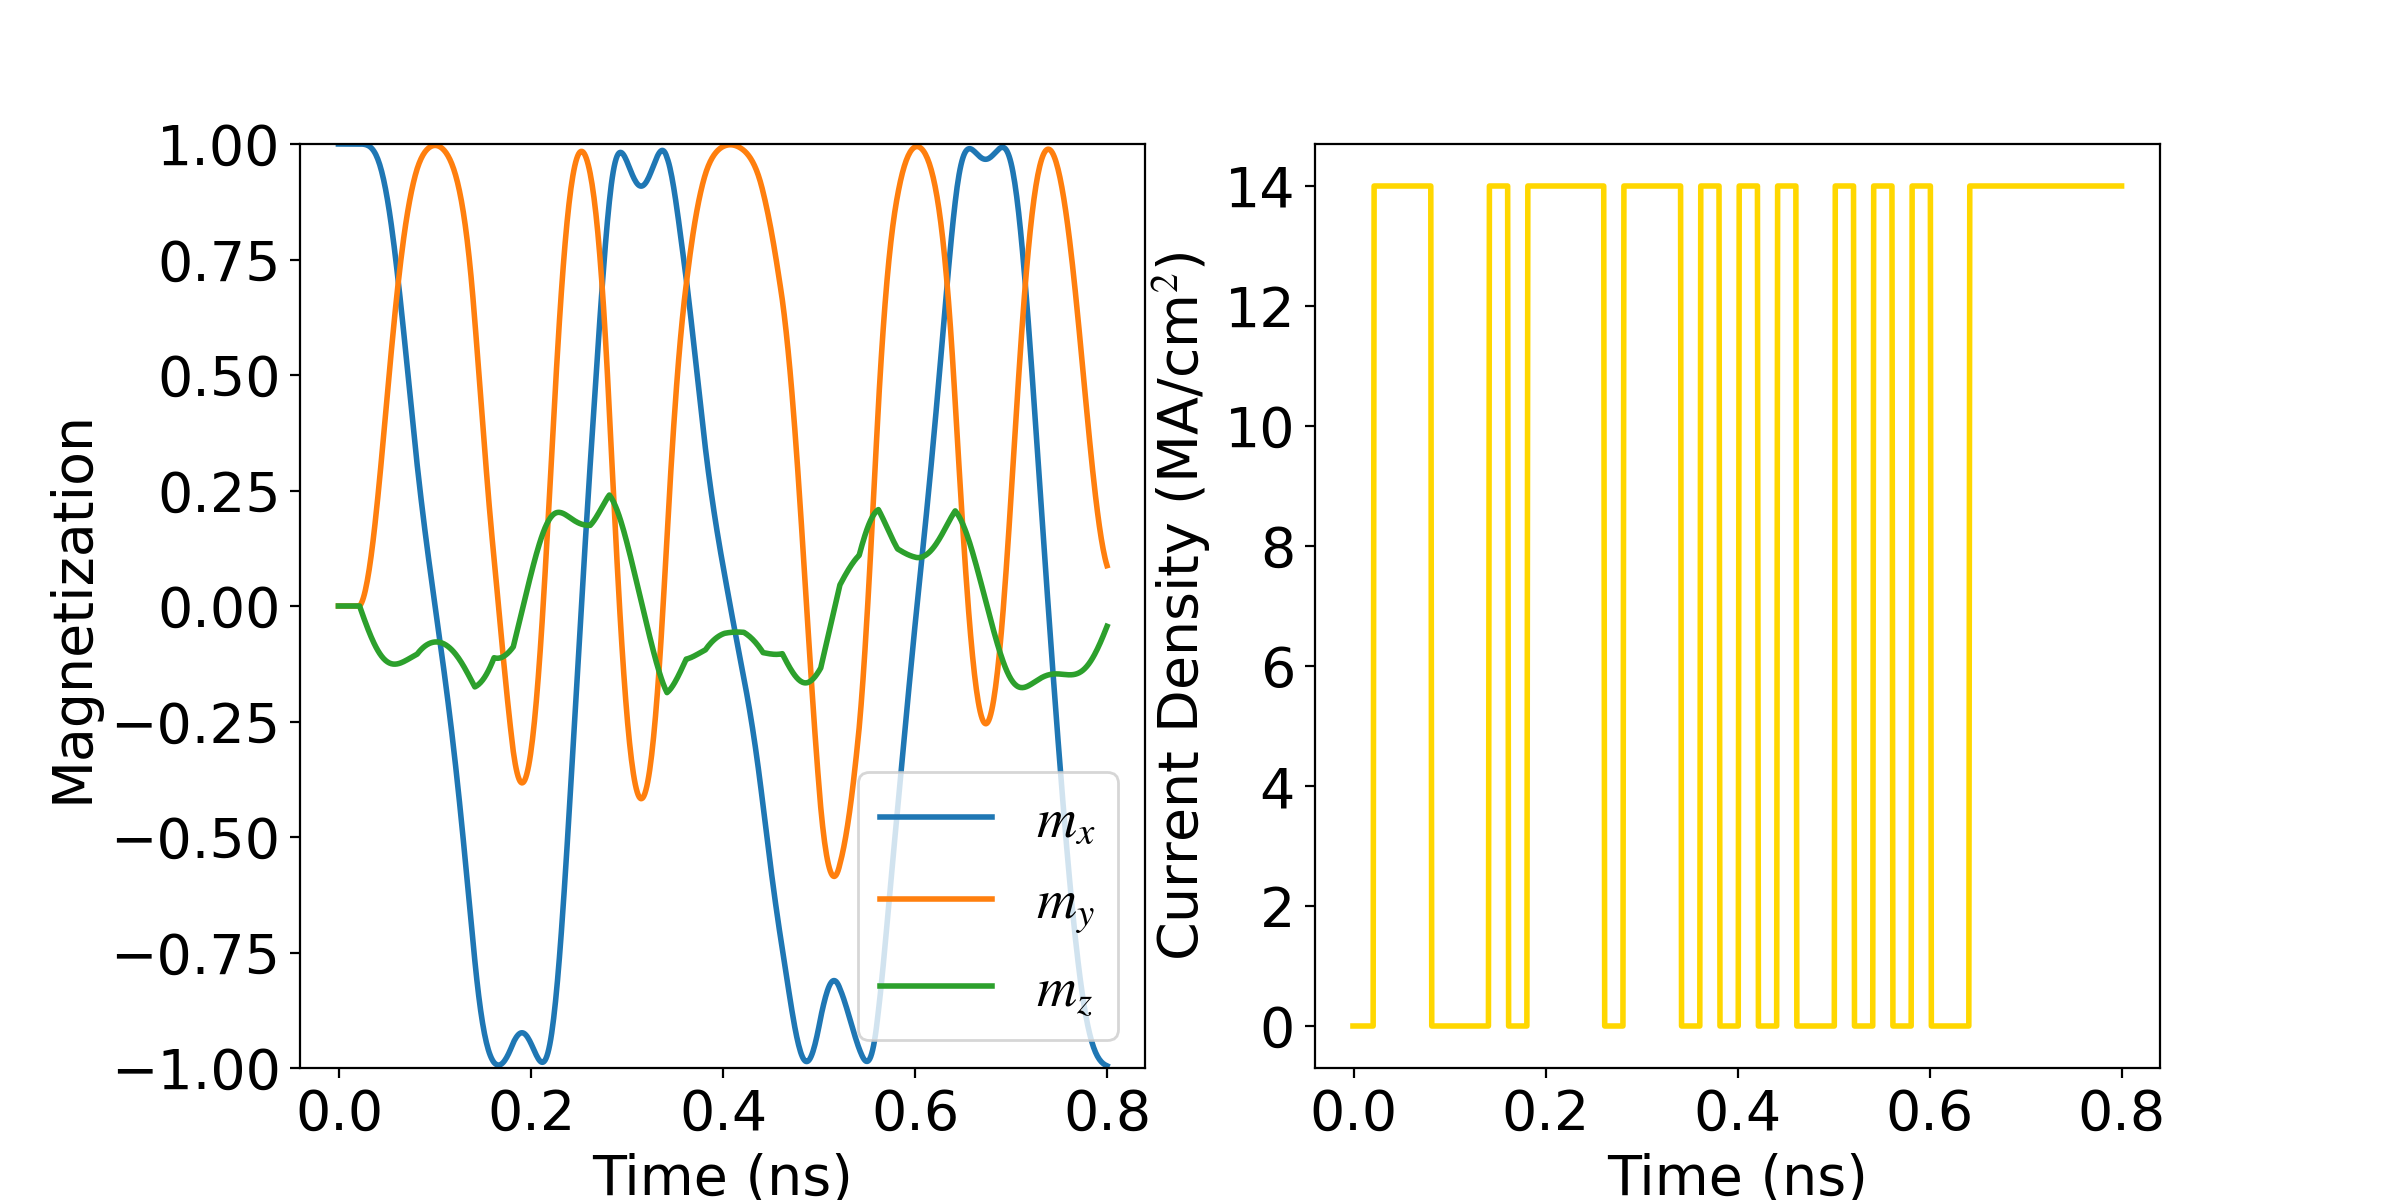 1.00
0.75
0.50
0.25
0.00
−0.25
−0.50
−0.75
−1.00
0.0 0.2 0.4 0.6 0.8
Time (ns)
Magnetization
m_x
m_y
m_z
14
12
10
8
6
4
2
0
0.0 0.2 0.4 0.6 0.8
Time (ns)
Current Density (MA/cm²)